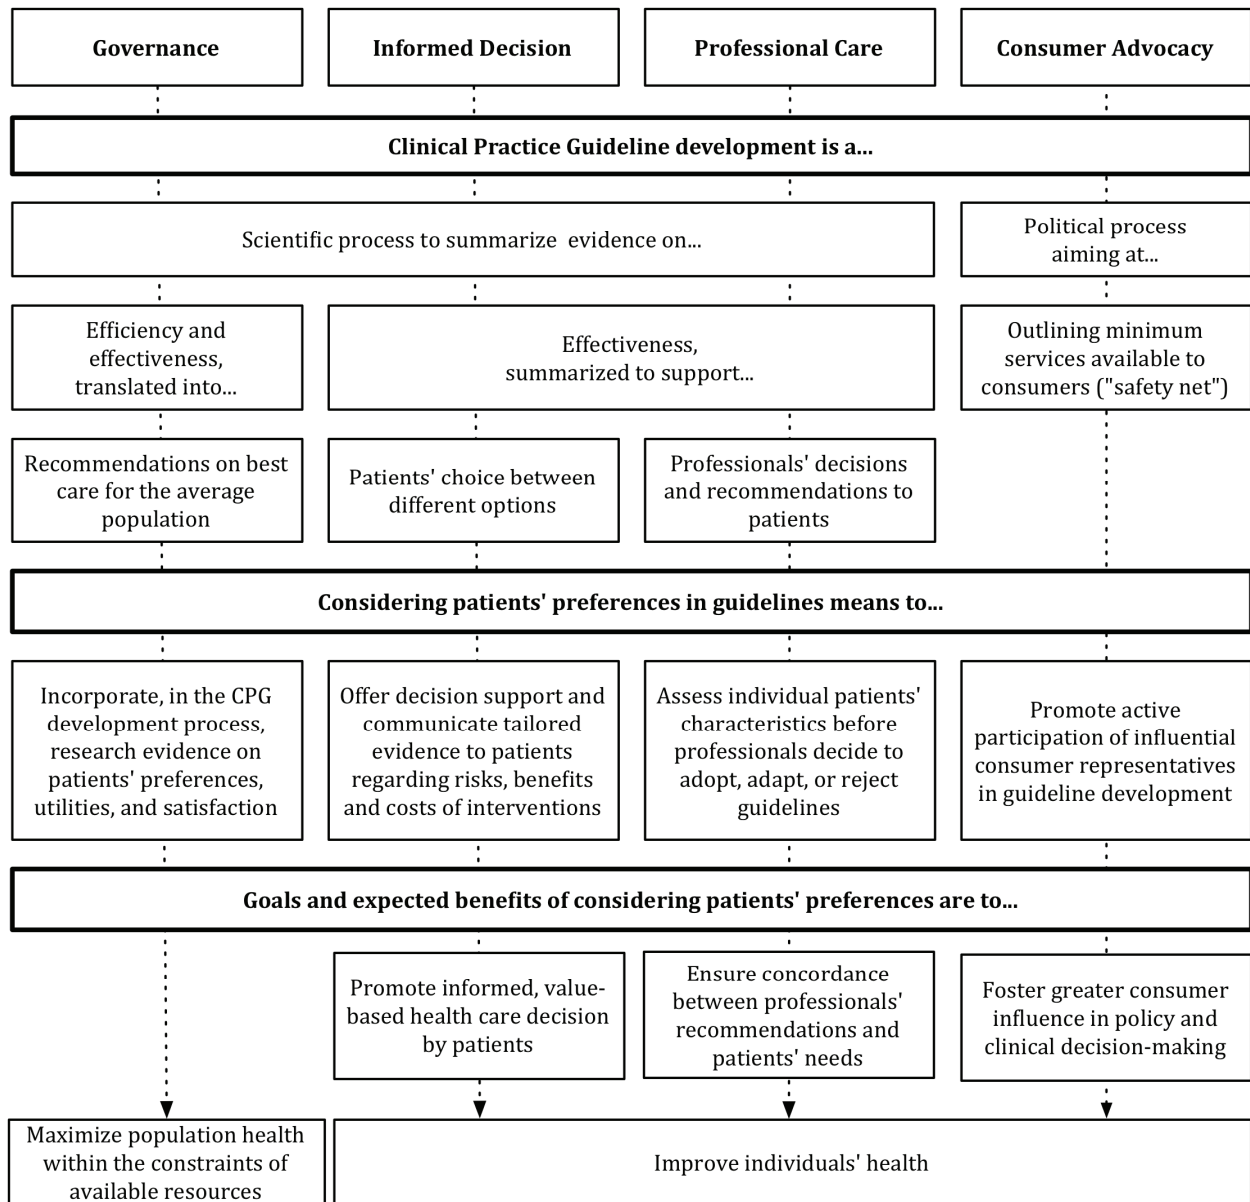 Governance
Informed Decision
Professional Care
Consumer Advocacy
Clinical Practice Guideline development is a...
Scientific process to summarize evidence on...
Political process
aiming at...
Efficiency and
effectiveness,
translated into...
Effectiveness,
summarized to support...
Outlining minimum
services available to
consumers ("safety net")
Recommendations on best
care for the average
population
Patients' choice between
different options
Professionals' decisions
and recommendations to
patients
Considering patients' preferences in guidelines means to...
Incorporate, in the CPG
development process,
research evidence on
patients' preferences,
utilities, and satisfaction
Offer decision support and
communicate tailored
evidence to patients
regarding risks, benefits
and costs of interventions
Assess individual patients'
characteristics before
professionals decide to
adopt, adapt, or reject
guidelines
Promote active
participation of influential
consumer representatives
in guideline development
Goals and expected benefits of considering patients' preferences are to...
Promote informed, value-
based health care decision
by patients
Ensure concordance
between professionals'
recommendations and
patients' needs
Foster greater consumer
influence in policy and
clinical decision-making
Maximize population health
within the constraints of
available resources
Improve individuals' health